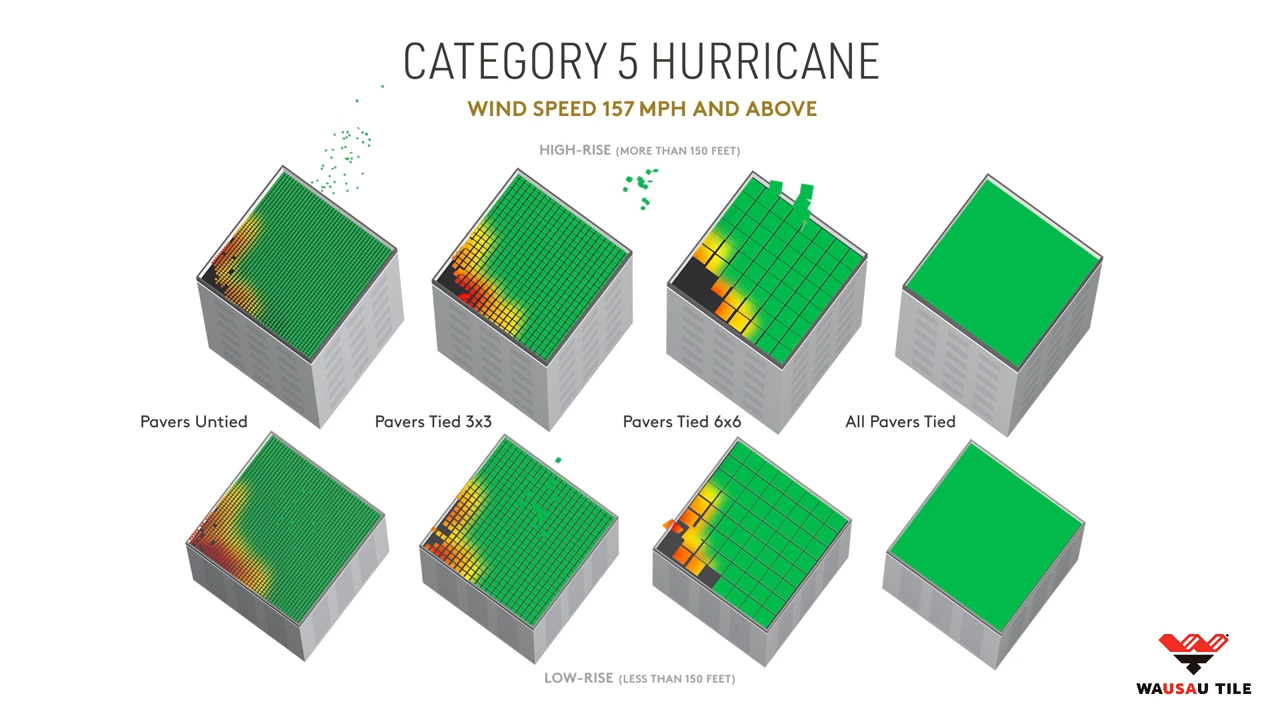 CATEGORY 5 HURRICANE
WIND SPEED 157 MPH AND ABOVE
HIGH-RISE (MORE THAN 150 FEET)
Pavers Untied
Pavers Tied 3x3
Pavers Tied 6x6
All Pavers Tied
LOW-RISE (LESS THAN 150 FEET)
WAUSAU TILE